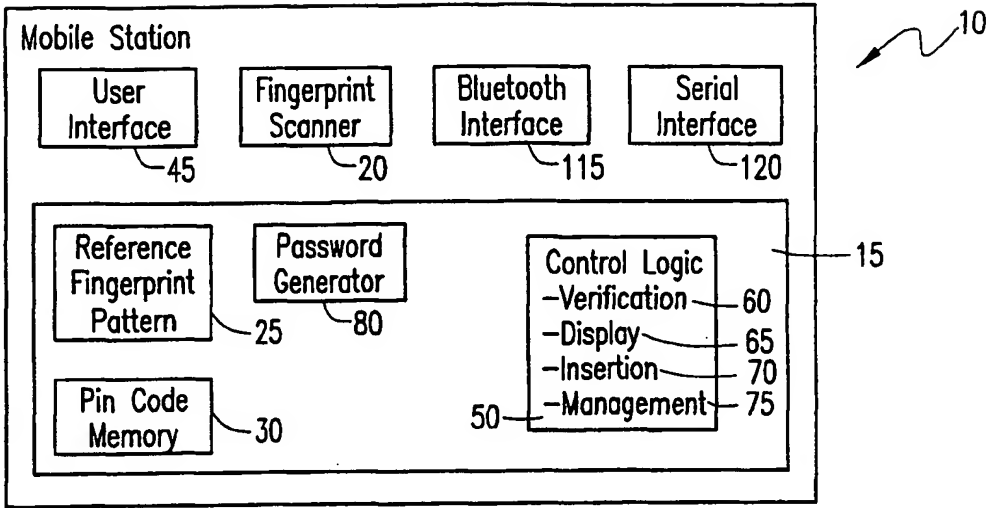 Mobile Station
10
User
Interface
45
Fingerprint
Scanner
20
Bluetooth
Interface
115
Serial
Interface
120
15
Reference
Fingerprint
Pattern
25
Password
Generator
80
Control Logic
-Verification 60
-Display 65
-Insertion 70
-Management 75
50
Pin Code
Memory
30